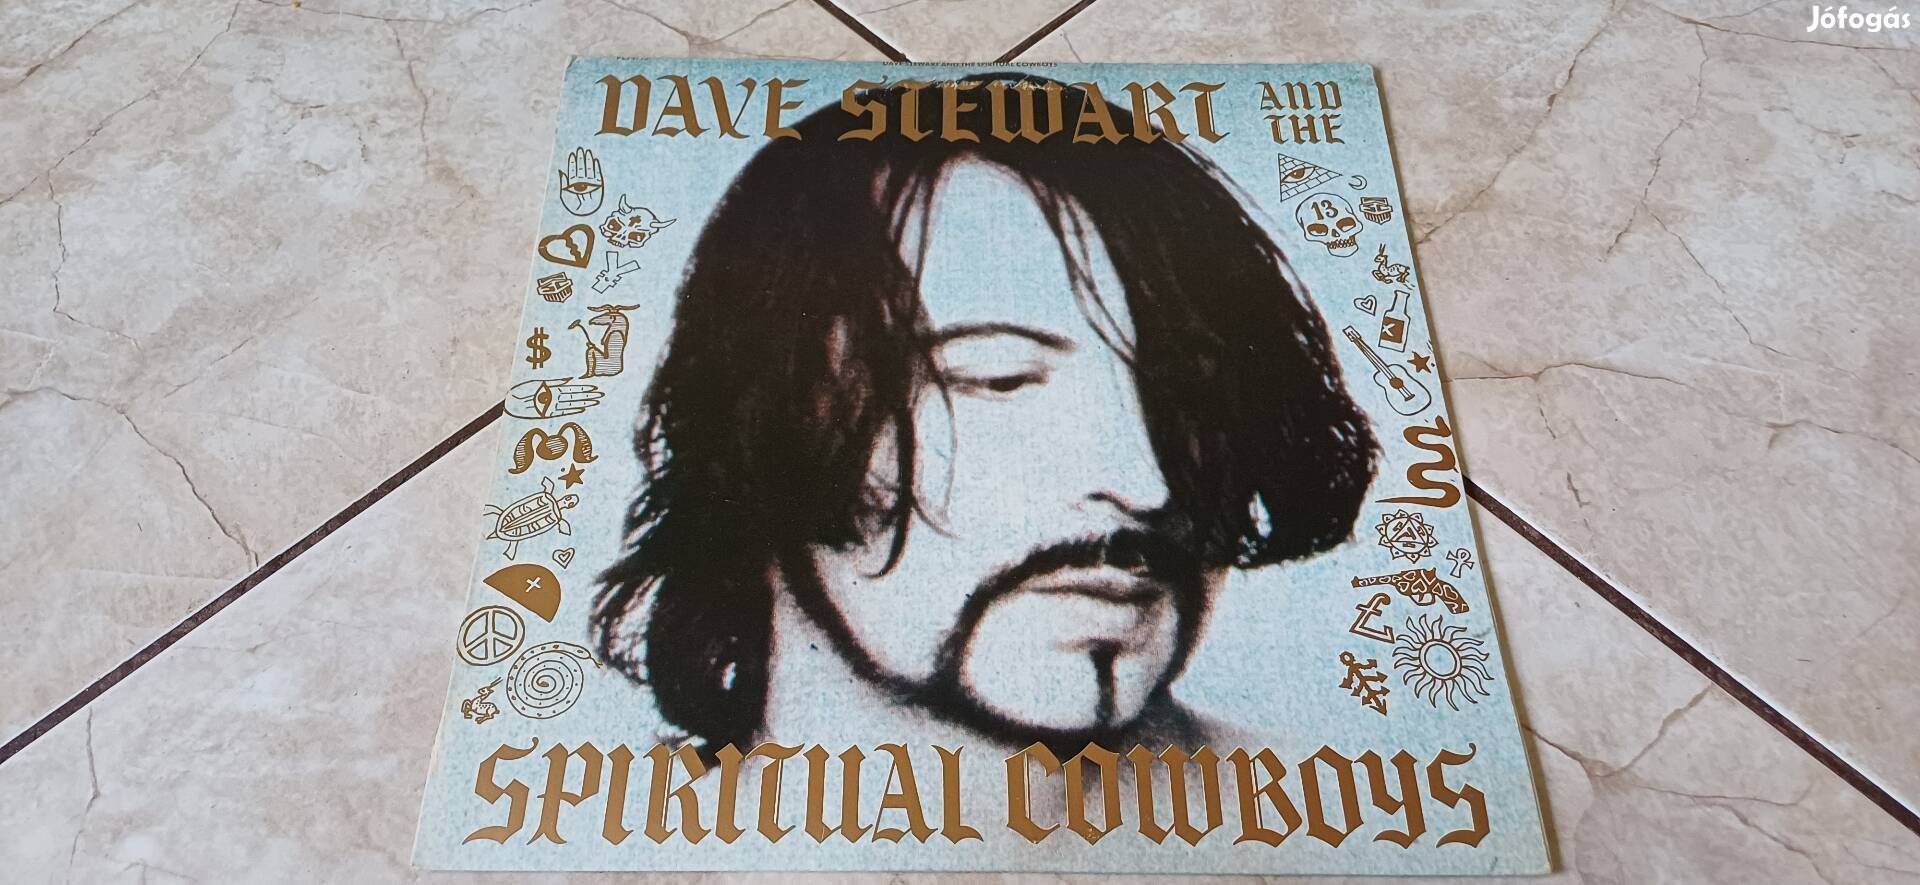 Jófogás
DAVE STEWART AND THE SPIRITUAL COWBOYS
DAVE STEWART AND THE
13
$
SPIRITUAL COWBOYS